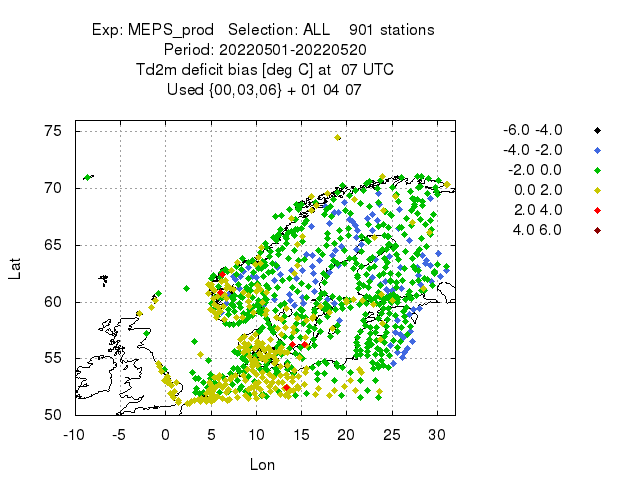 Exp: MEPS_prod   Selection: ALL    901 stations
Period: 20220501-20220520
Td2m deficit bias [deg C] at  07 UTC
Used {00,03,06} + 01 04 07
-6.0 -4.0
-4.0 -2.0
-2.0 0.0
0.0 2.0
2.0 4.0
4.0 6.0
75
70
65
60
55
50
Lat
-10 -5 0 5 10 15 20 25 30
Lon